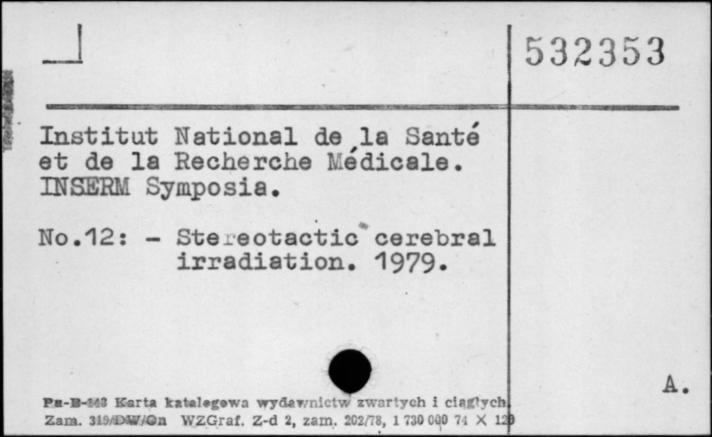 532353
Institut National de la Santé
et de la Recherche Médicale.
INSERM Symposia.
No.12: - Stereotactic cerebral
irradiation. 1979.
A.
Karta katalogowa wydawnictw zwartych i ciągłych
Zam. WZGraf. Z-d 2, zam. 202/78, 1 730 000 74 X